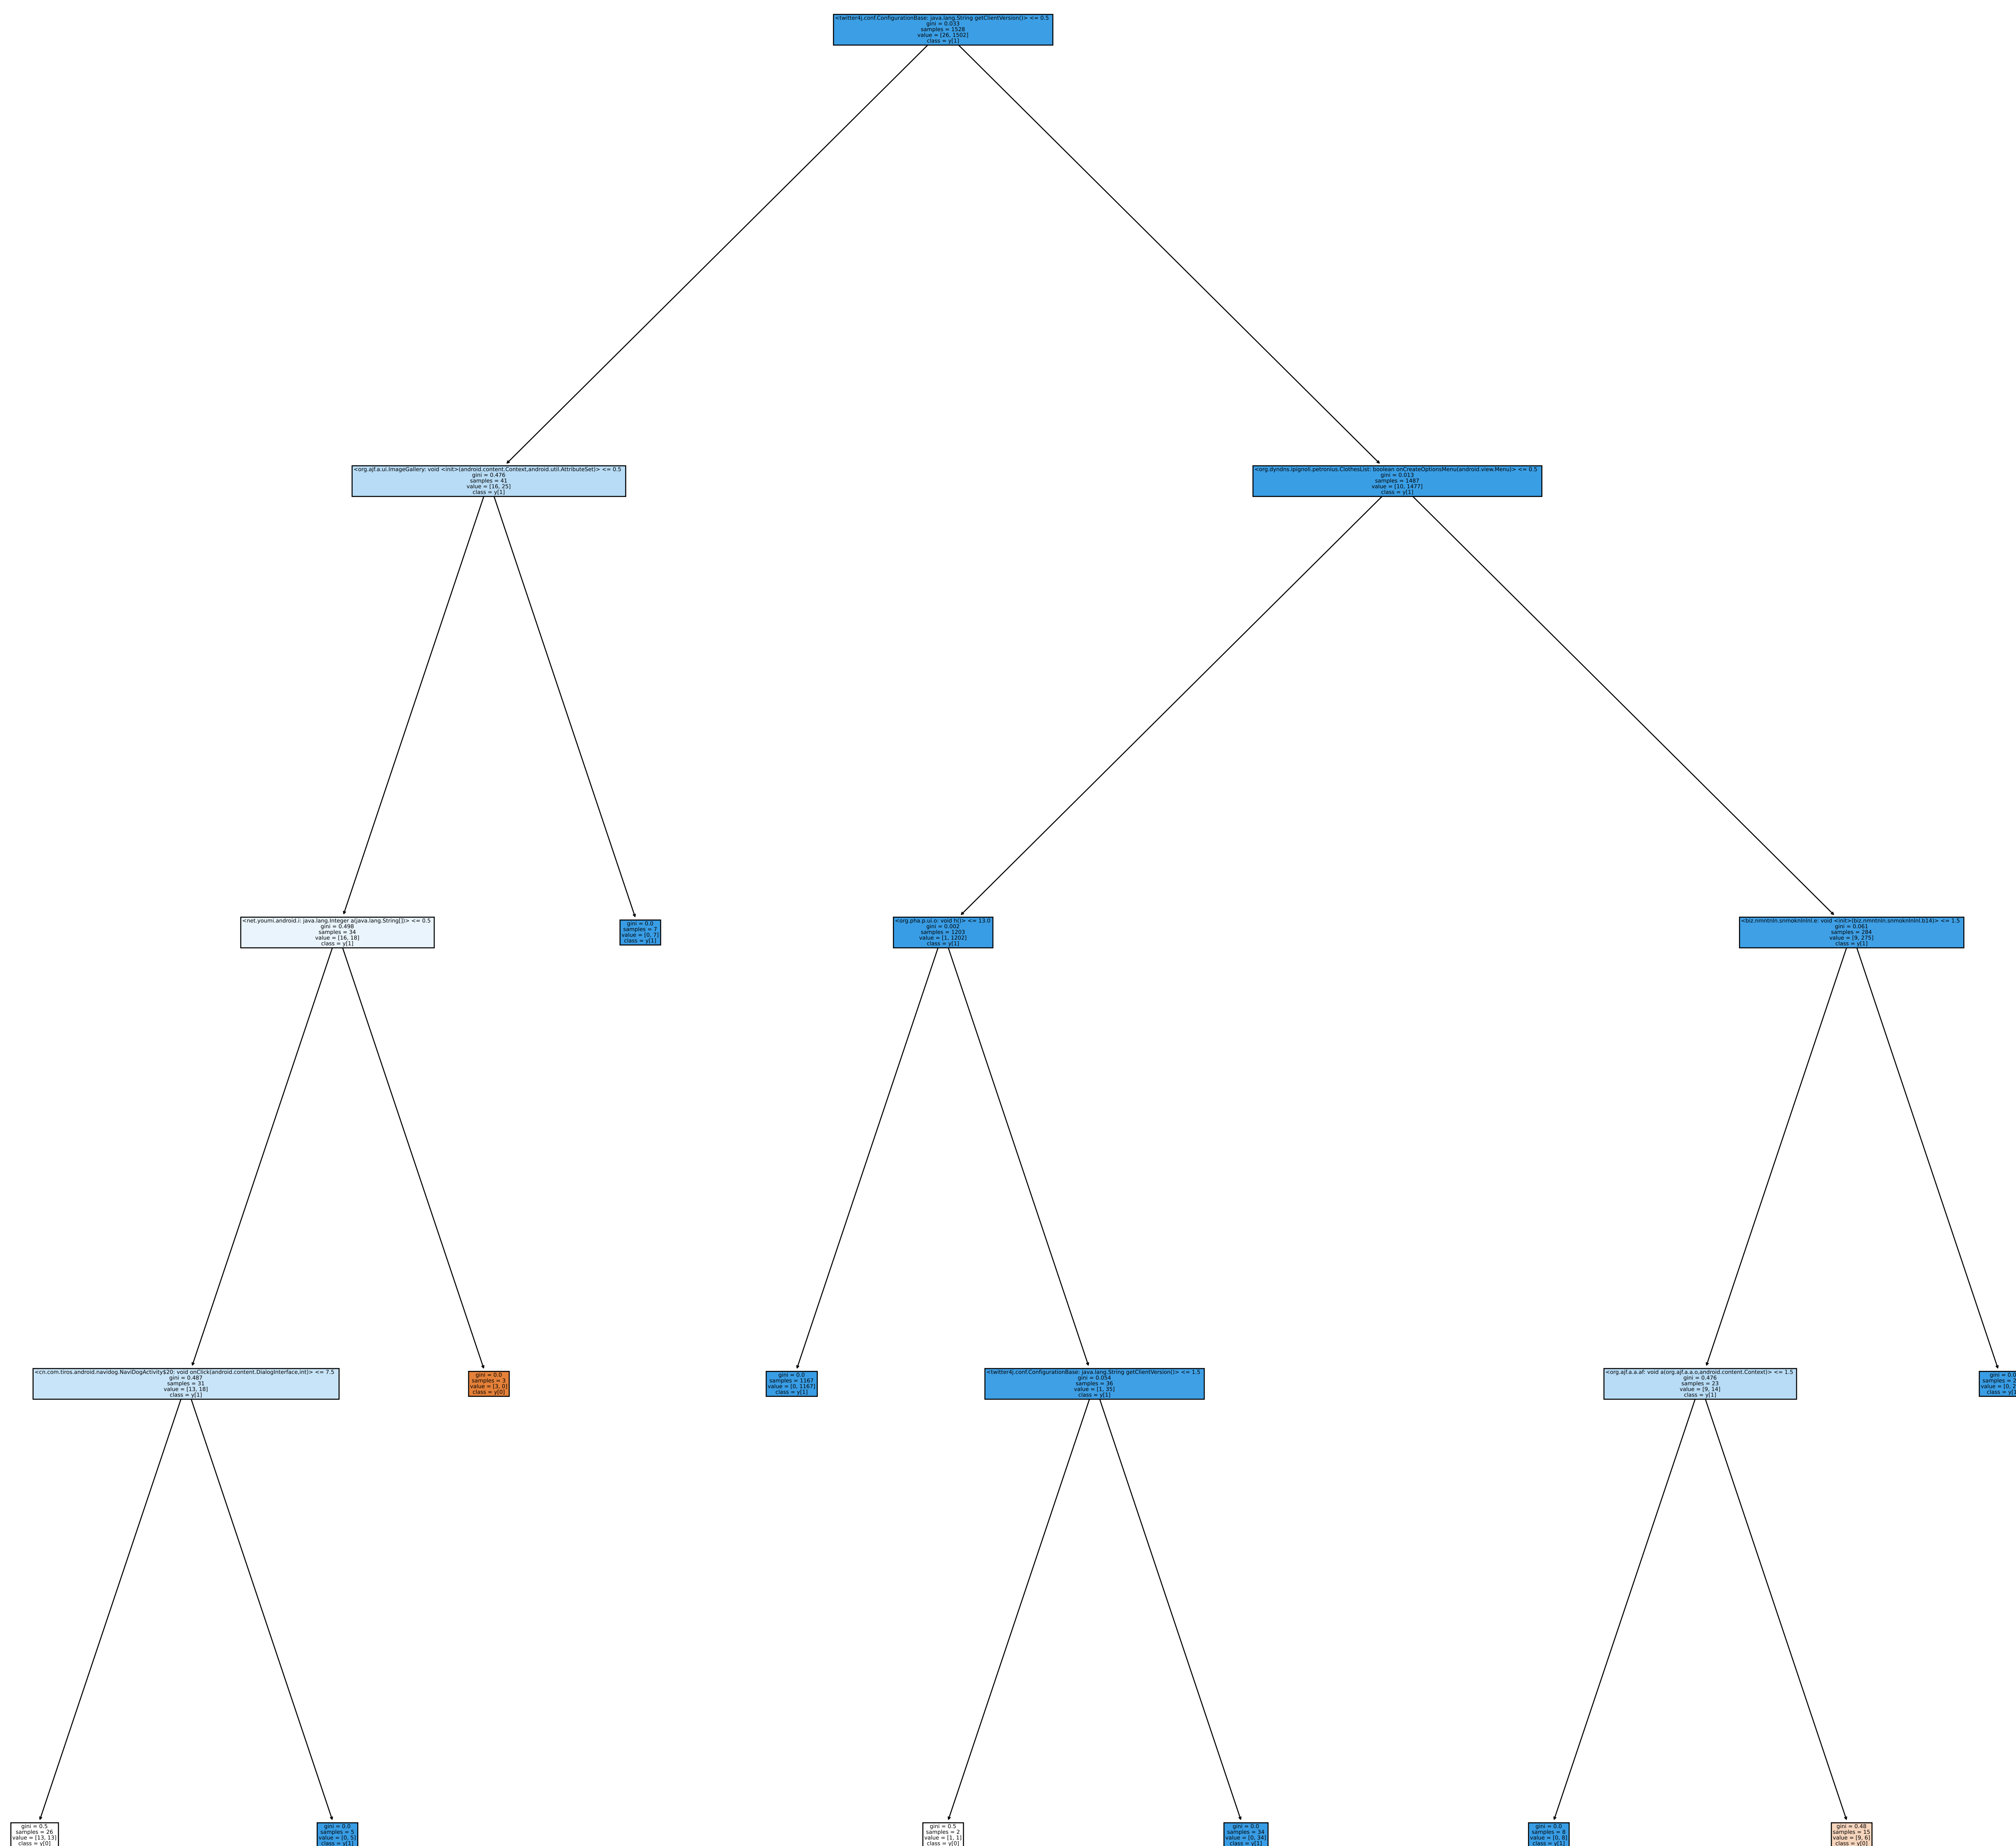 <twitter4j.conf.ConfigurationBase: java.lang.String getClientVersion()> <= 0.5
gini = 0.033
samples = 1528
value = [26, 1502]
class = y[1]
<org.ajf.a.ui.ImageGallery: void <init>(android.content.Context,android.util.AttributeSet)> <= 0.5
gini = 0.476
samples = 41
value = [16, 25]
class = y[1]
<org.dyndns.ipignoli.petronius.ClothesList: boolean onCreateOptionsMenu(android.view.Menu)> <= 0.5
gini = 0.013
samples = 1487
value = [10, 1477]
class = y[1]
<net.youmi.android.i: java.lang.Integer a(java.lang.String[])> <= 0.5
gini = 0.498
samples = 34
value = [16, 18]
class = y[1]
gini = 0.0
samples = 7
value = [0, 7]
class = y[1]
<org.pha.p.ui.o: void h()> <= 13.0
gini = 0.002
samples = 1203
value = [1, 1202]
class = y[1]
gini = 0.061
samples = 284
value = [9, 275]
class = y[1]
<cn.com.tiros.android.navidog.NaviDogActivity$20: void onClick(android.content.DialogInterface,int)> <= 7.5
gini = 0.487
samples = 31
value = [13, 18]
class = y[1]
gini = 0.0
samples = 3
value = [3, 0]
class = y[0]
gini = 0.0
samples = 1167
value = [0, 1167]
class = y[1]
<twitter4j.conf.ConfigurationBase: java.lang.String getClientVersion()> <= 1.5
gini = 0.054
samples = 36
value = [1, 35]
class = y[1]
<org.ajf.a.a.af: void a(org.ajf.a.a.o,android.content.Context)> <= 1.5
gini = 0.476
samples = 23
value = [9, 14]
class = y[1]
gini = 0.0
samples = 2
value = [0, 2
class = y[1
gini = 0.5
samples = 26
value = [13, 13]
class = y[0]
gini = 0.0
samples = 5
value = [0, 5]
class = y[1]
gini = 0.5
samples = 2
value = [1, 1]
class = y[0]
gini = 0.0
samples = 34
value = [0, 34]
class = y[1]
gini = 0.0
samples = 8
value = [0, 8]
class = y[1]
gini = 0.48
samples = 15
value = [9, 6]
class = y[0]